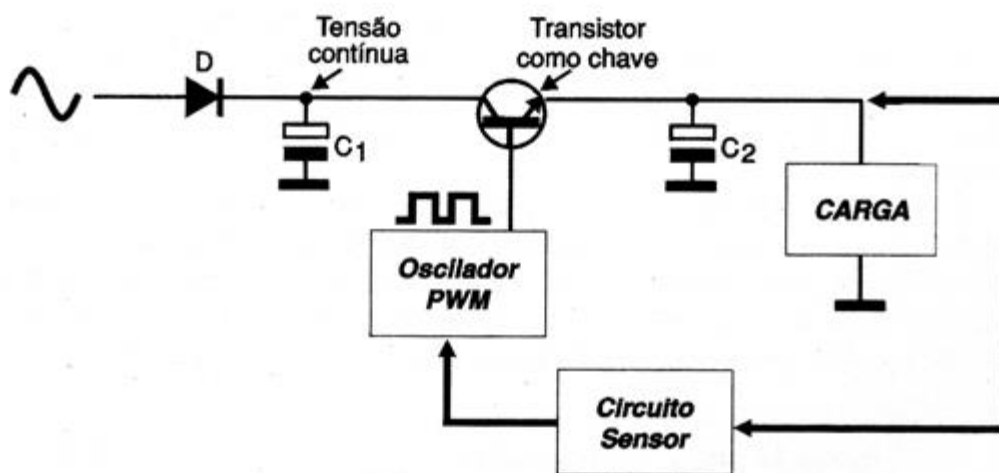 Tensão
contínua
Transistor
como chave
D
C1
C2
CARGA
Oscilador
PWM
Circuito
Sensor